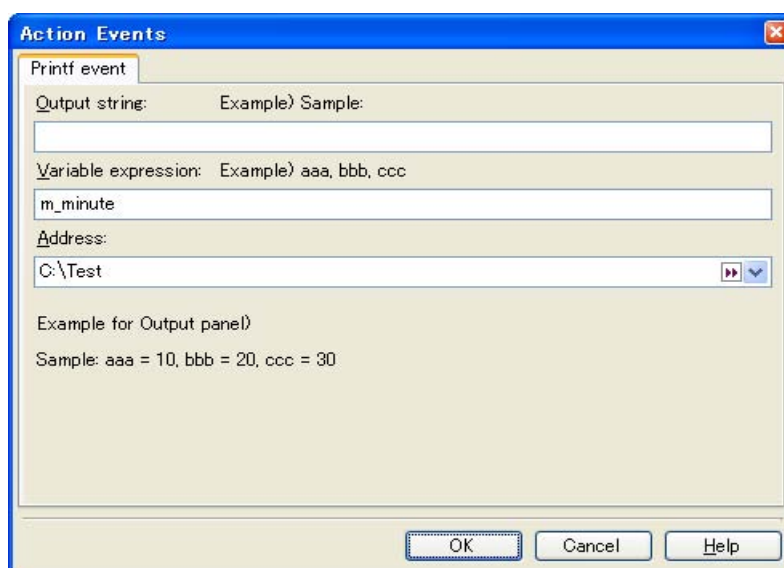 Action Events
Printf event
Output string: Example) Sample:
Variable expression: Example) aaa, bbb, ccc
m_minute
Address:
C:\Test
Example for Output panel)
Sample: aaa = 10, bbb = 20, ccc = 30
OK Cancel Help